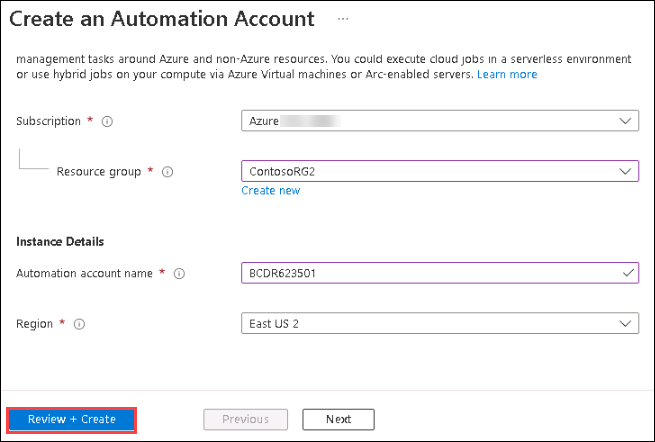 Create an Automation Account ...
management tasks around Azure and non-Azure resources. You could execute cloud jobs in a serverless environment
or use hybrid jobs on your compute via Azure Virtual machines or Arc-enabled servers. Learn more
Subscription *
Azure
Resource group *
ContosoRG2
Create new
Instance Details
Automation account name *
BCDR623501
Region *
East US 2
Review + Create
Previous
Next